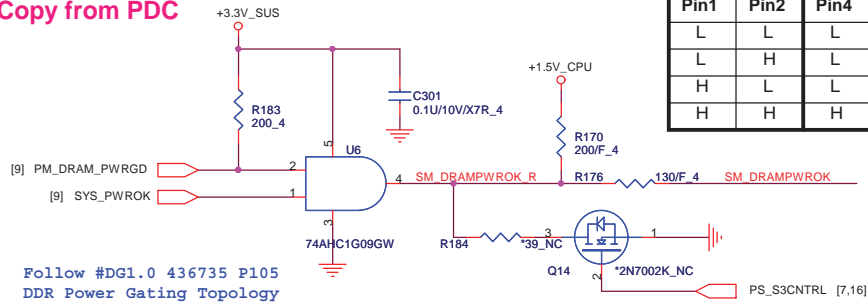 Copy from PDC
+3.3V_SUS
Pin1 Pin2 Pin4
L L L
L H L
H L L
H H H
+1.5V_CPU
C301
0.1U/10V/X7R_4
R183
200_4
R170
200/F_4
5
U6
[9] PM_DRAM_PWRGD
2
4
SM_DRAMPWROK_R
R176
130/F_4
SM_DRAMPWROK
[9] SYS_PWROK
1
3
74AHC1G09GW
R184
*39_NC
3
1
Q14
*2N7002K_NC
2
PS_S3CNTRL [7,16]
Follow #DG1.0 436735 P105
DDR Power Gating Topology